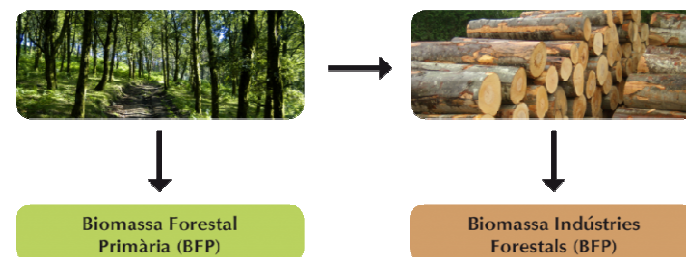 Biomassa Forestal
Primària (BFP)
Biomassa Indústries
Forestals (BFP)